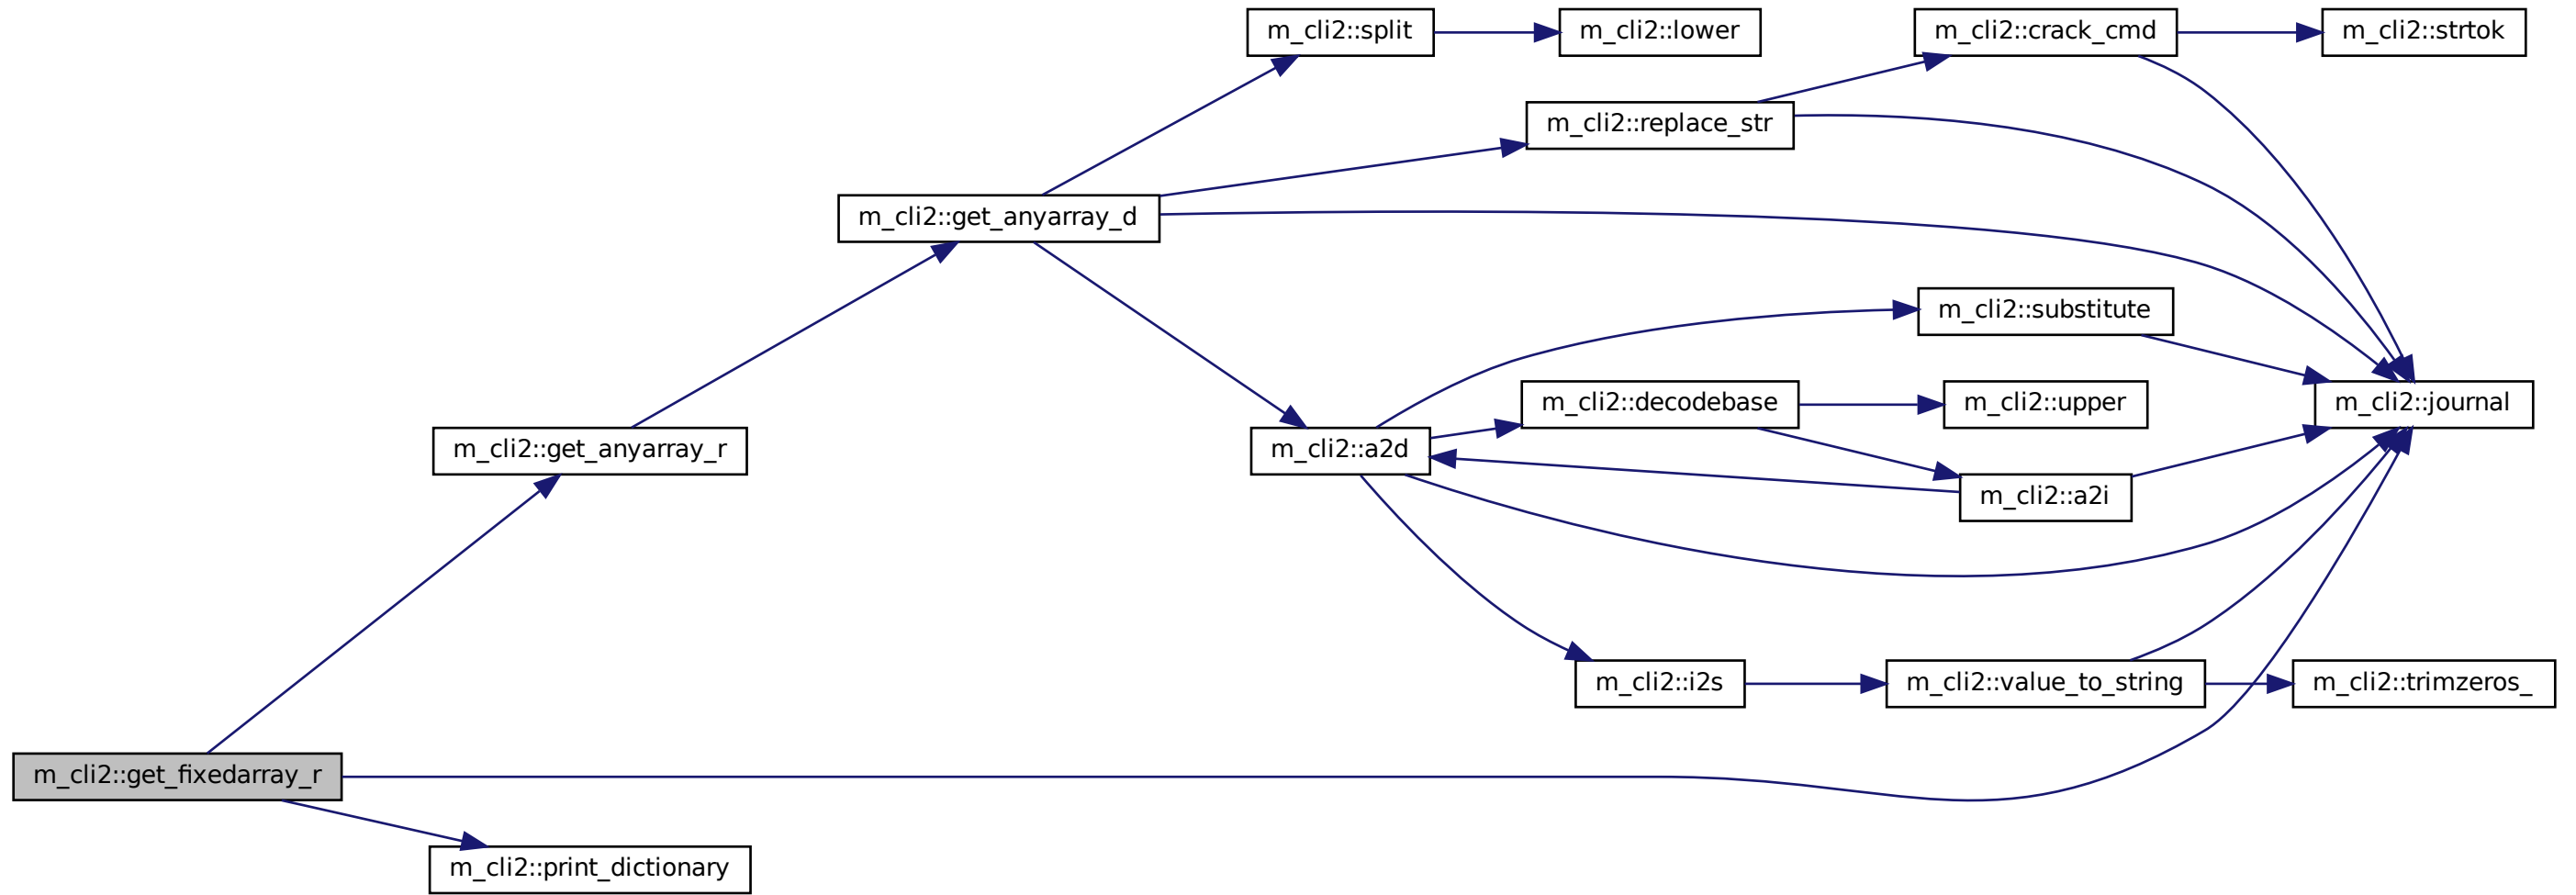 m_cli2::split
m_cli2::lower
m_cli2::crack_cmd
m_cli2::strtok
m_cli2::replace_str
m_cli2::get_anyarray_d
m_cli2::substitute
m_cli2::decodebase
m_cli2::upper
m_cli2::journal
m_cli2::get_anyarray_r
m_cli2::a2d
m_cli2::a2i
m_cli2::i2s
m_cli2::value_to_string
m_cli2::trimzeros_
m_cli2::get_fixedarray_r
m_cli2::print_dictionary